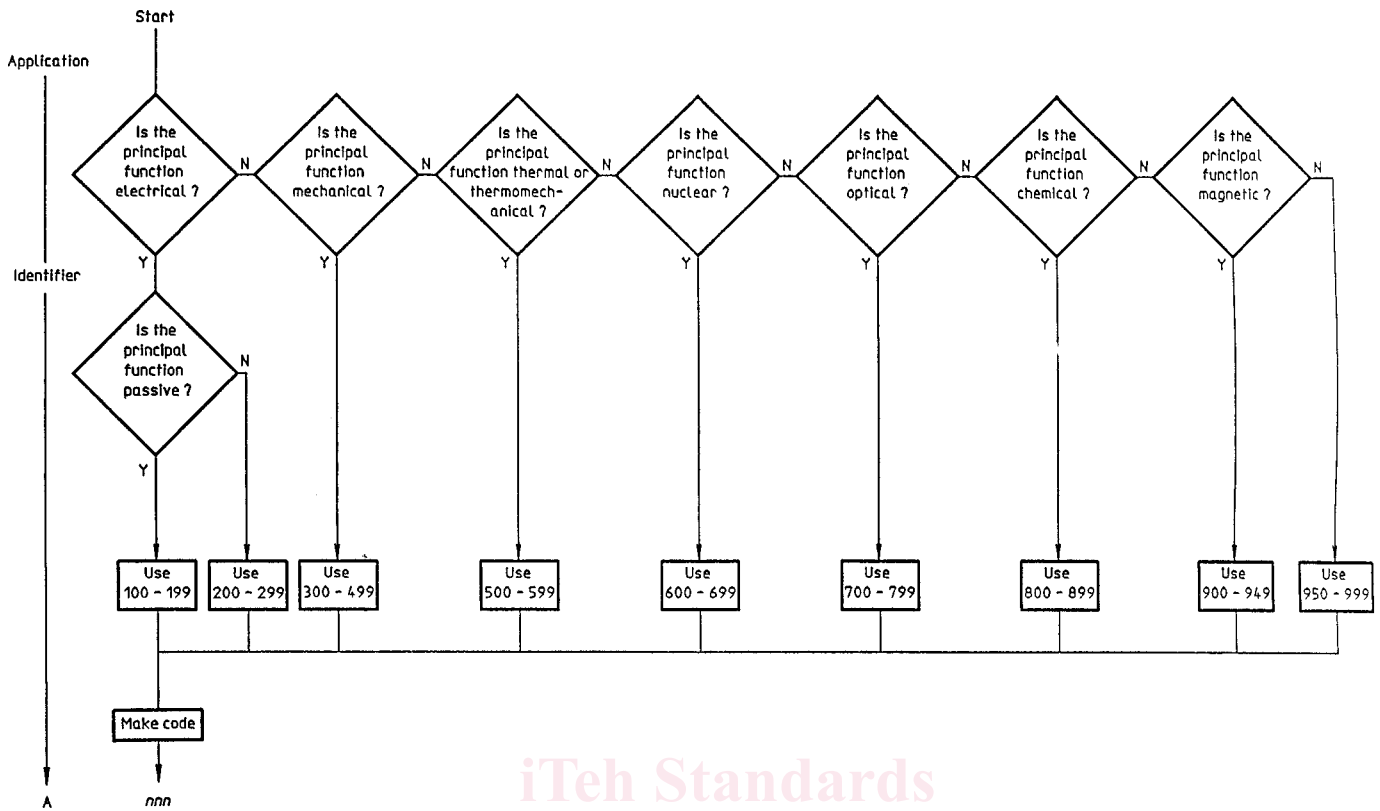 Start
Application
Is the
principal
function
electrical ?
N
Is the
principal
function
mechanical ?
N
Is the
principal
function thermal or
thermomech-
anical ?
N
Is the
principal
function
nuclear ?
N
Is the
principal
function
optical ?
N
Is the
principal
function
chemical ?
N
Is the
principal
function
magnetic ?
N
Y
Y
Y
Y
Y
Y
Y
Identifier
Is the
principal
function
passive ?
N
Y
Use
100 - 199
Use
200 - 299
Use
300 - 499
Use
500 - 599
Use
600 - 699
Use
700 - 799
Use
800 - 899
Use
900 - 949
Use
950 - 999
Make code
iTeh Standards
A
nnn